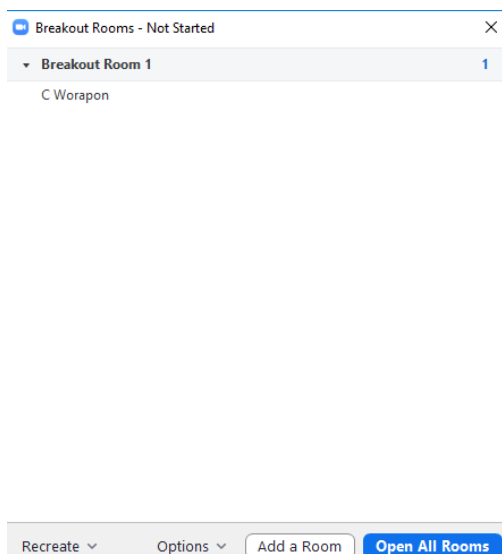 Breakout Rooms - Not Started
Breakout Room 1 1
C Worapon
Recreate Options Add a Room Open All Rooms